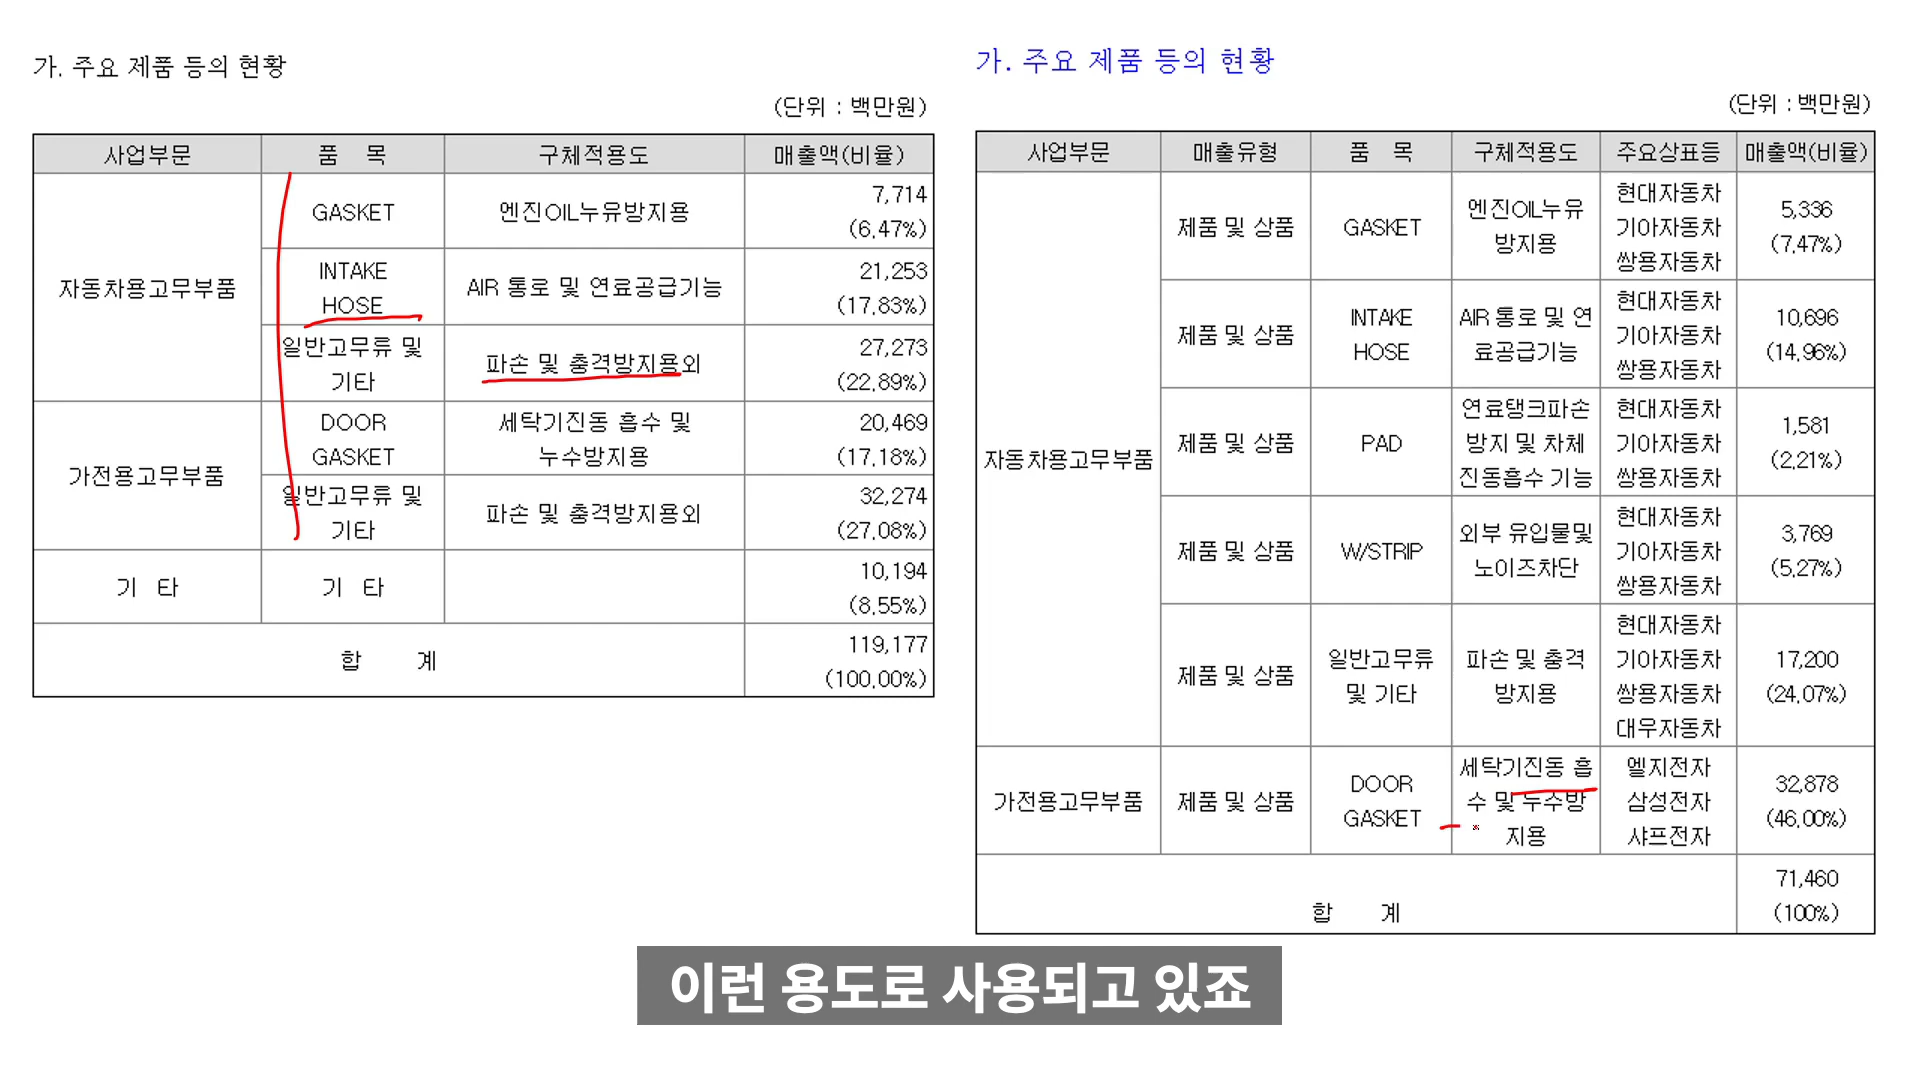 가. 주요 제품 등의 현황
(단위 : 백만원)
사업부문 품 목 구체적용도 매출액(비율)
자동차용고무부품
GASKET
엔진OIL누유방지용
7,714
(6.47%)
INTAKE
HOSE
AIR 통로 및 연료공급기능
21,253
(17.83%)
일반고무류 및
기타
파손 및 충격방지용외
27,273
(22.89%)
가전용고무부품
DOOR
GASKET
세탁기진동 흡수 및
누수방지용
20,469
(17.18%)
일반고무류 및
기타
파손 및 충격방지용외
32,274
(27.08%)
기 타
기 타
10,194
(8.55%)
합 계
119,177
(100.00%)
가. 주요 제품 등의 현황
(단위 : 백만원)
사업부문 매출유형 품 목 구체적용도 주요상표등 매출액(비율)
자동차용고무부품
제품 및 상품
GASKET
엔진OIL누유
방지용
현대자동차
기아자동차
쌍용자동차
5,336
(7.47%)
제품 및 상품
INTAKE
HOSE
AIR 통로 및 연
료공급기능
현대자동차
기아자동차
쌍용자동차
10,696
(14.96%)
제품 및 상품
PAD
연료탱크파손
방지 및 차체
진동흡수 기능
현대자동차
기아자동차
쌍용자동차
1,581
(2.21%)
제품 및 상품
W/STRIP
외부 유입물및
노이즈차단
현대자동차
기아자동차
쌍용자동차
3,769
(5.27%)
제품 및 상품
일반고무류
및 기타
파손 및 충격
방지용
현대자동차
기아자동차
쌍용자동차
대우자동차
17,200
(24.07%)
가전용고무부품
제품 및 상품
DOOR
GASKET
세탁기진동 흡
수 및 누수방
지용
엘지전자
삼성전자
샤프전자
32,878
(46.00%)
합 계
71,460
(100%)
이런 용도로 사용되고 있죠